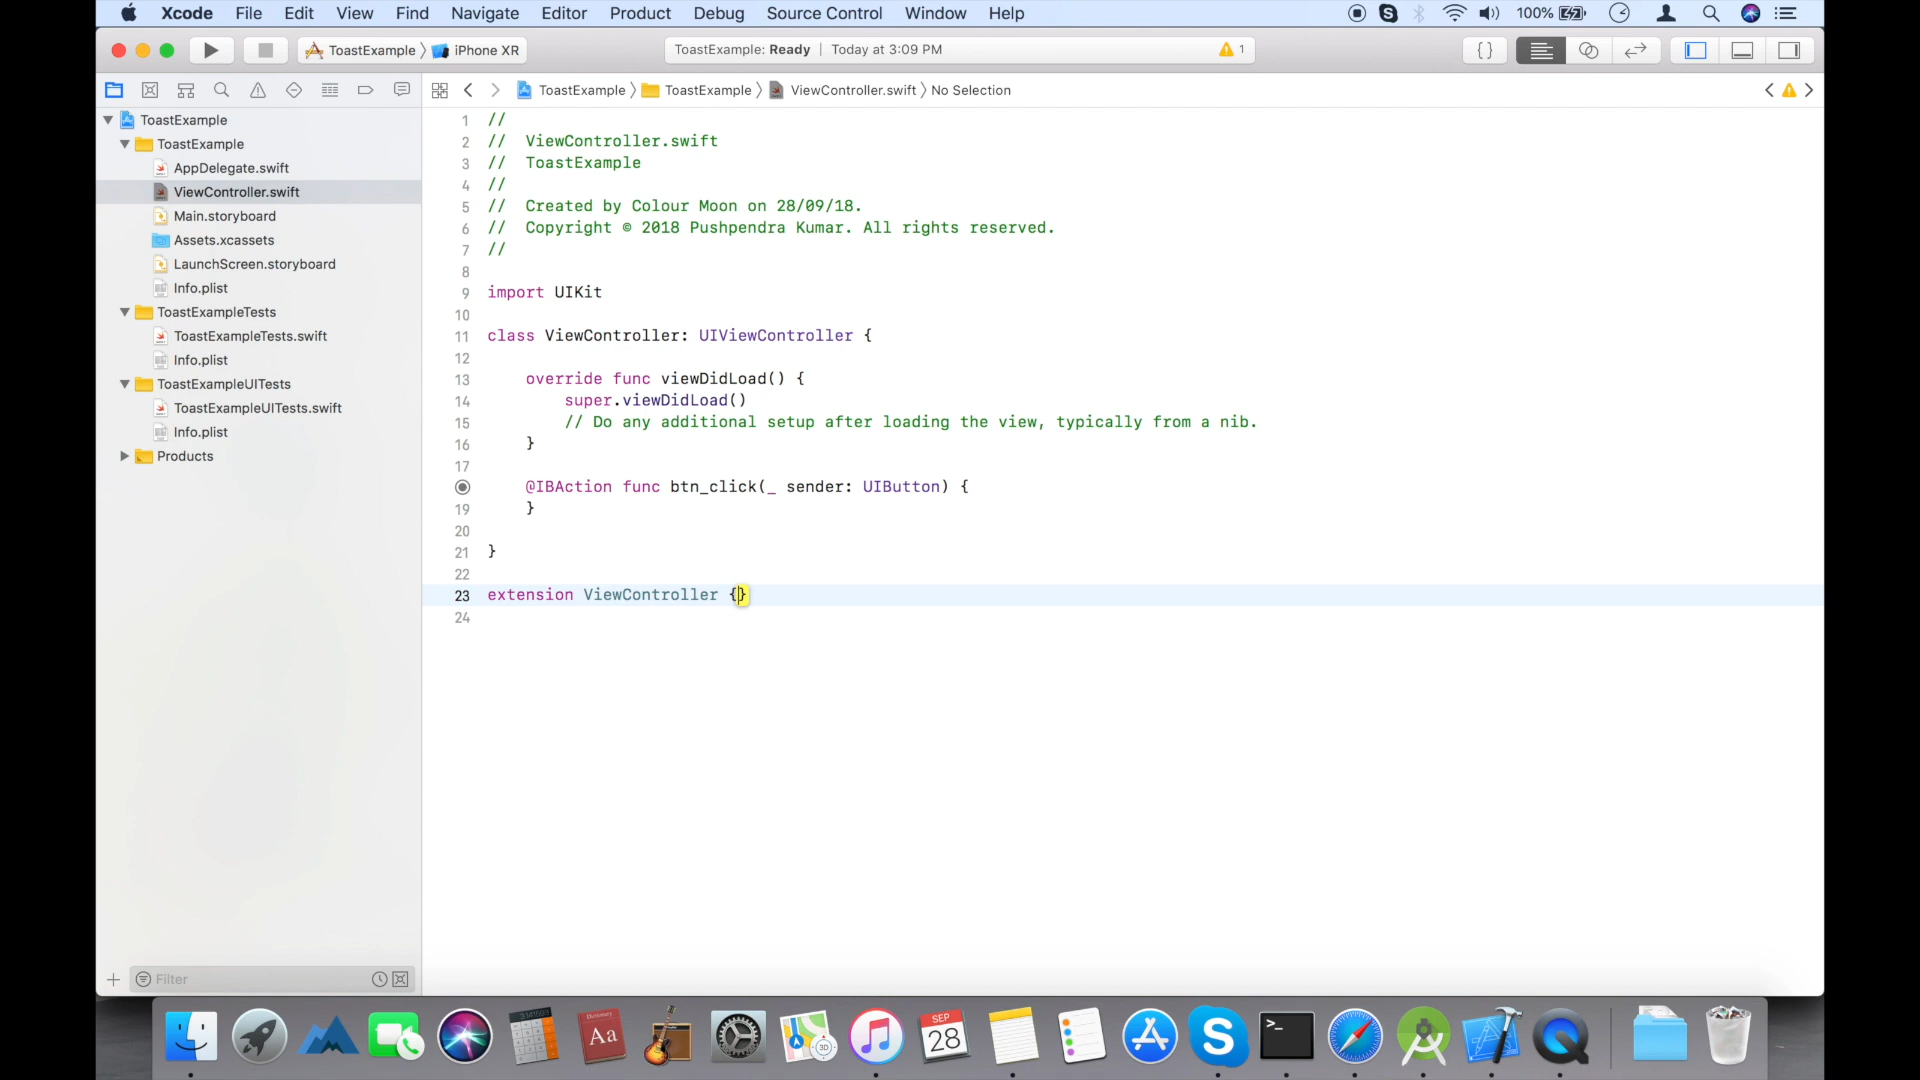 Xcode File Edit View Find Navigate Editor Product Debug Source Control Window Help 100%
ToastExample iPhone XR ToastExample: Ready | Today at 3:09 PM 1 {}
ToastExample ToastExample ViewController.swift No Selection
ToastExample
ToastExample
AppDelegate.swift
ViewController.swift
Main.storyboard
Assets.xcassets
LaunchScreen.storyboard
Info.plist
ToastExampleTests
ToastExampleTests.swift
Info.plist
ToastExampleUITests
ToastExampleUITests.swift
Info.plist
Products
Filter
1 //
2 // ViewController.swift
3 // ToastExample
4 //
5 // Created by Colour Moon on 28/09/18.
6 // Copyright © 2018 Pushpendra Kumar. All rights reserved.
7 //
8
9 import UIKit
10
11 class ViewController: UIViewController {
12
13 override func viewDidLoad() {
14 super.viewDidLoad()
15 // Do any additional setup after loading the view, typically from a nib.
16 }
17
@IBAction func btn_click(_ sender: UIButton) {
19 }
20
21 }
22
23 extension ViewController {}
24
Dictionary
Aa
3D
SEP
28
S
>_